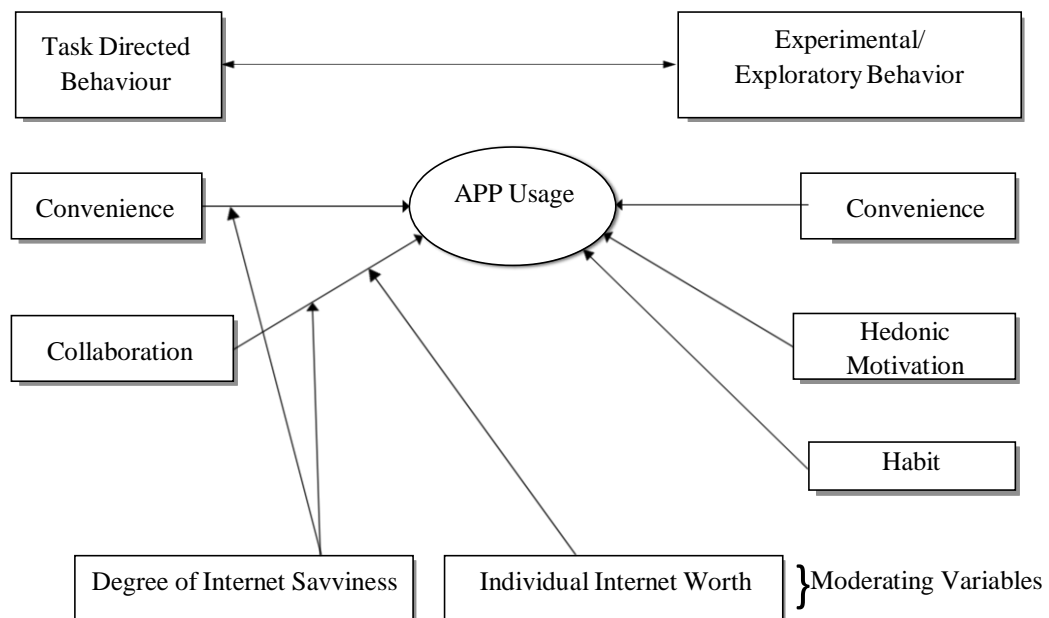 Task Directed
Behaviour
Experimental/
Exploratory Behavior
APP Usage
Convenience
Convenience
Collaboration
Hedonic
Motivation
Habit
Degree of Internet Savviness
Individual Internet Worth
} Moderating Variables